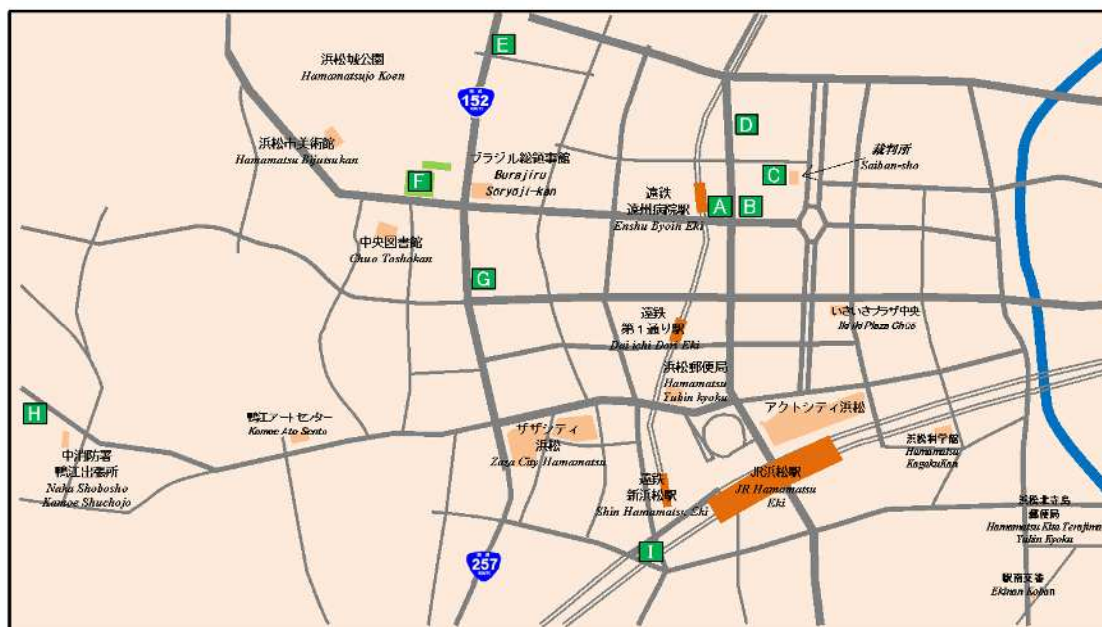 E
浜松城公園
Hamamatsujo Koen
152
D
浜松市美術館
Hamamatsu Bijutsukan
ブラジル総領事館
Burajiru
Soryoji-kan
裁判所
Saiban-sho
F
C
遠鉄
遠州病院駅
Enshu Byoin Eki
A
B
中央図書館
Chuo Toshokan
G
遠鉄
第1通り駅
Dai ichi Dori Eki
いきいきプラザ中央
Iki iki Plaza Chuo
浜松郵便局
Hamamatsu
Yubin kyoku
H
鴨江アートセンター
Kamoe Ato Senta
ザザシティ
浜松
Zaza City Hamamatsu
アクトシティ浜松
浜松科学館
Hamamatsu
KagakuKan
中消防署
鴨江出張所
Naka Shobosho
Kamoe Shuchojo
遠鉄
新浜松駅
Shin Hamamatsu Eki
JR浜松駅
JR Hamamatsu
Eki
浜松北寺島
郵便局
Hamamatsu Kita Terajima
Yubin Kyoku
I
257
駅南交番
Ekinan Koban